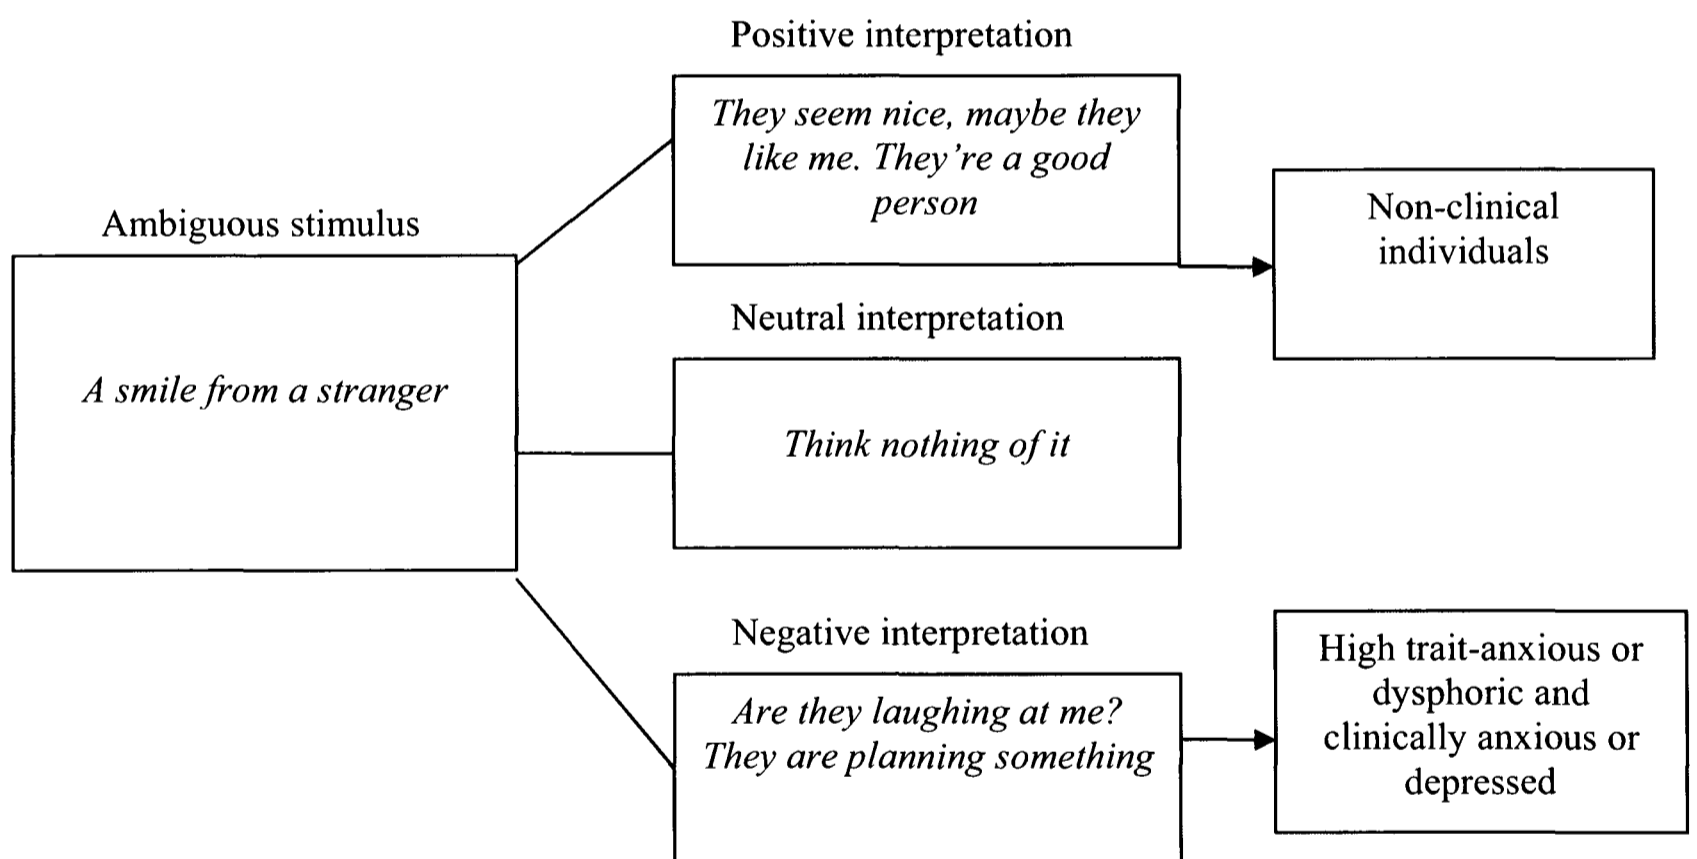 Positive interpretation
They seem nice, maybe they
like me. They're a good
person
Ambiguous stimulus
A smile from a stranger
Non-clinical
individuals
Neutral interpretation
Think nothing of it
Negative interpretation
Are they laughing at me?
They are planning something
High trait-anxious or
dysphoric and
clinically anxious or
depressed